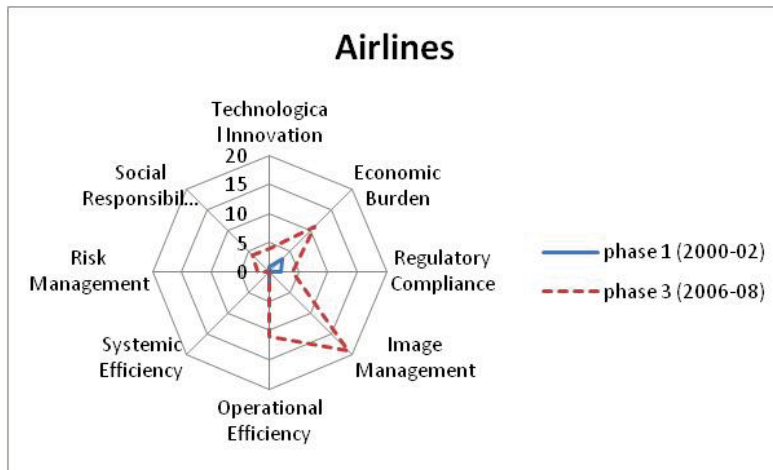 Airlines
Technologica
l Innovation
Economic
Burden
Regulatory
Compliance
Image
Management
Operational
Efficiency
Systemic
Efficiency
Risk
Management
Social
Responsibil...
20
15
10
5
0
phase 1 (2000-02)
phase 3 (2006-08)